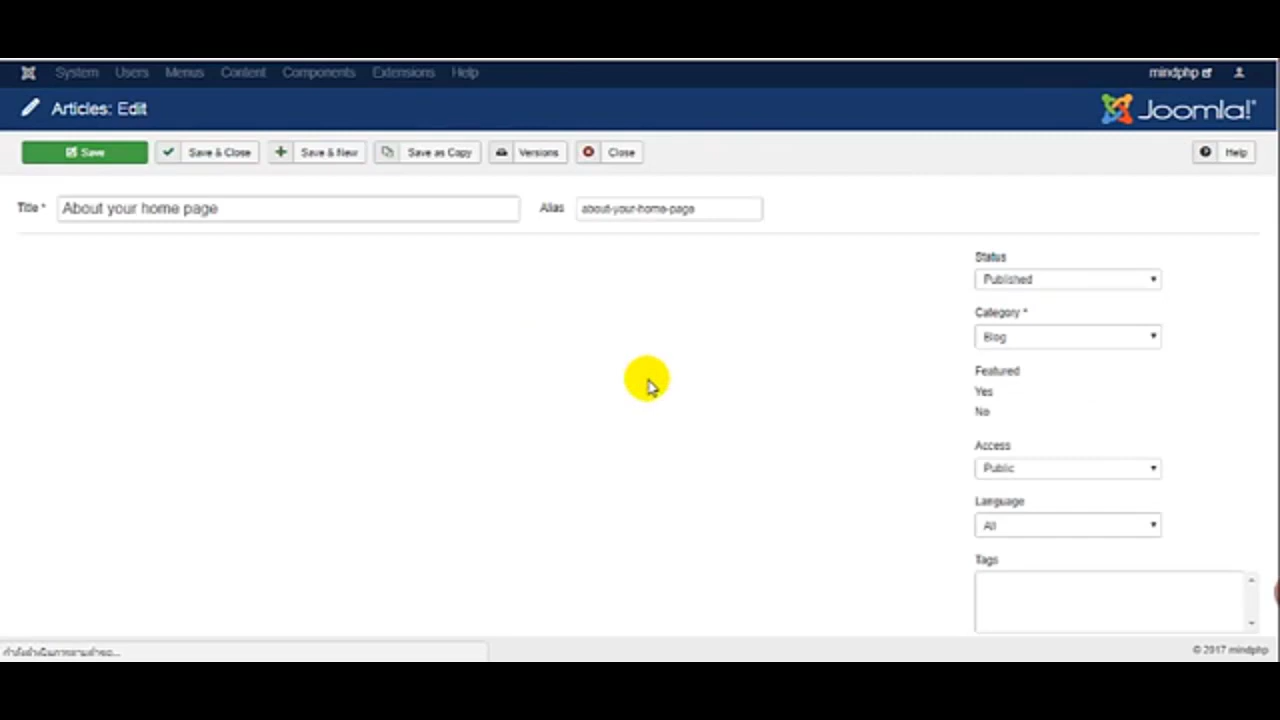 System Users Menus Content Components Extensions Help mindphp
Articles: Edit Joomla!®
Save Save & Close Save & New Save as Copy Versions Close Help
Title * About your home page Alias about-your-home-page
Status
Published
Category *
Blog
Featured
Yes
No
Access
Public
Language
All
Tags
© 2017 mindphp